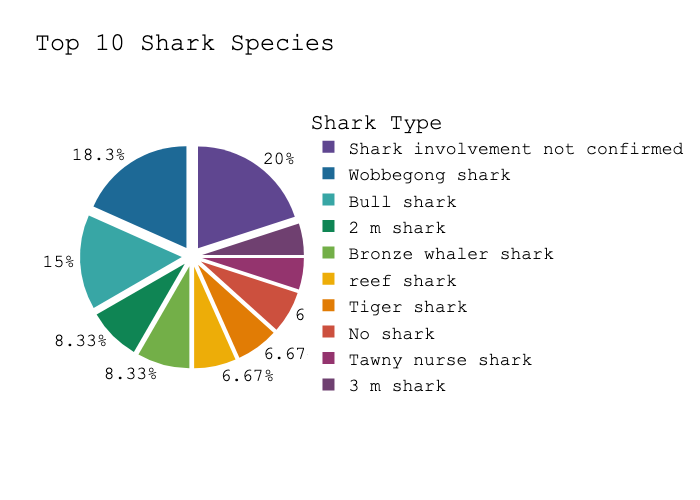 Top 10 Shark Species
Shark Type
Shark involvement not confirmed
Wobbegong shark
Bull shark
2 m shark
Bronze whaler shark
reef shark
Tiger shark
No shark
Tawny nurse shark
3 m shark
18.3%
20%
15%
6
8.33%
6.67
8.33%
6.67%